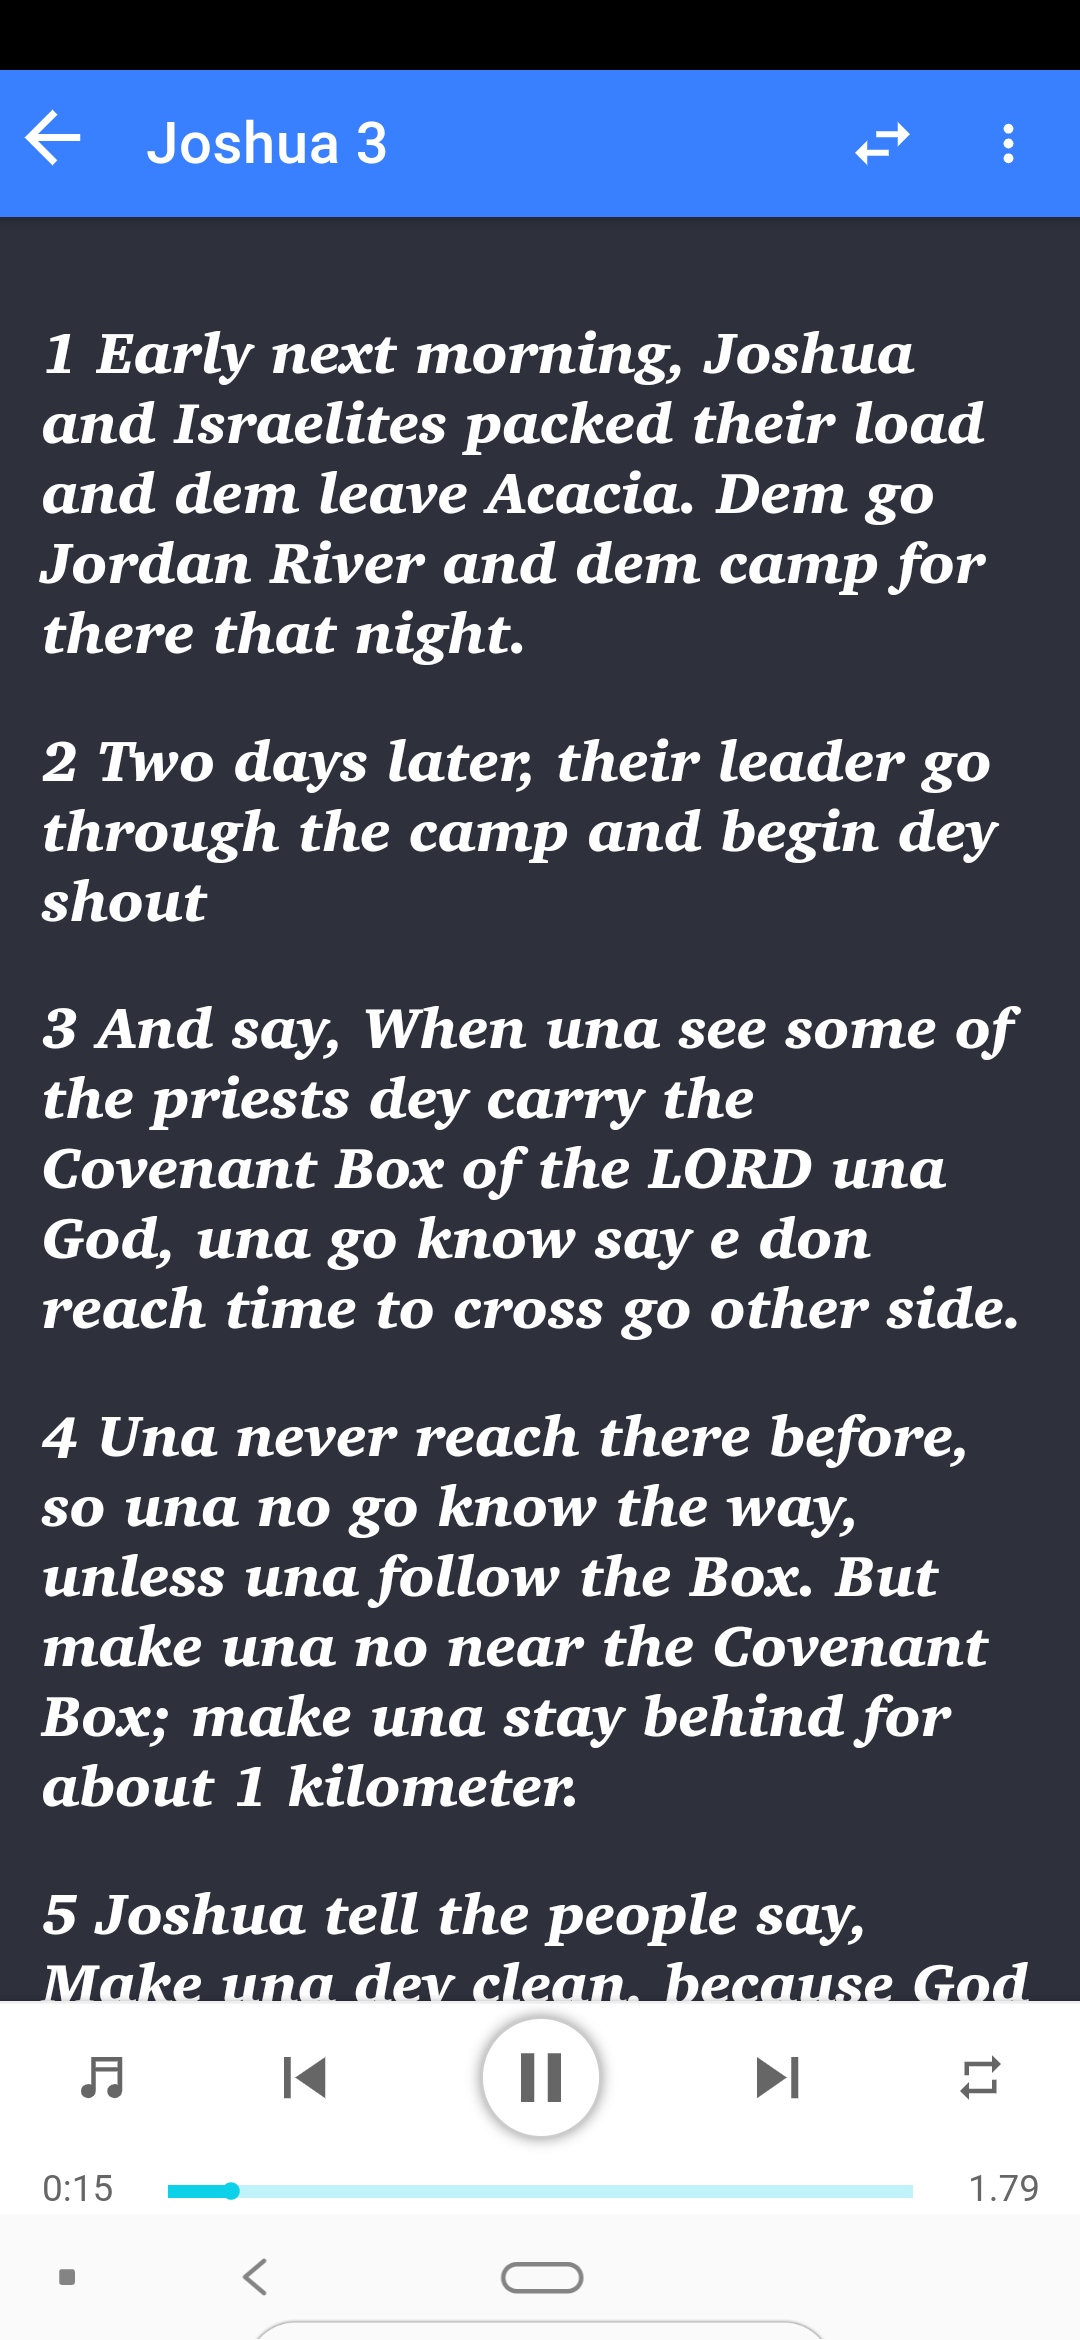 Joshua 3
1 Early next morning, Joshua
and Israelites packed their load
and dem leave Acacia. Dem go
Jordan River and dem camp for
there that night.
2 Two days later, their leader go
through the camp and begin dey
shout
3 And say, When una see some of
the priests dey carry the
Covenant Box of the LORD una
God, una go know say e don
reach time to cross go other side.
4 Una never reach there before,
so una no go know the way,
unless una follow the Box. But
make una no near the Covenant
Box; make una stay behind for
about 1 kilometer.
5 Joshua tell the people say,
Make una dey clean, because God
0:15
1.79